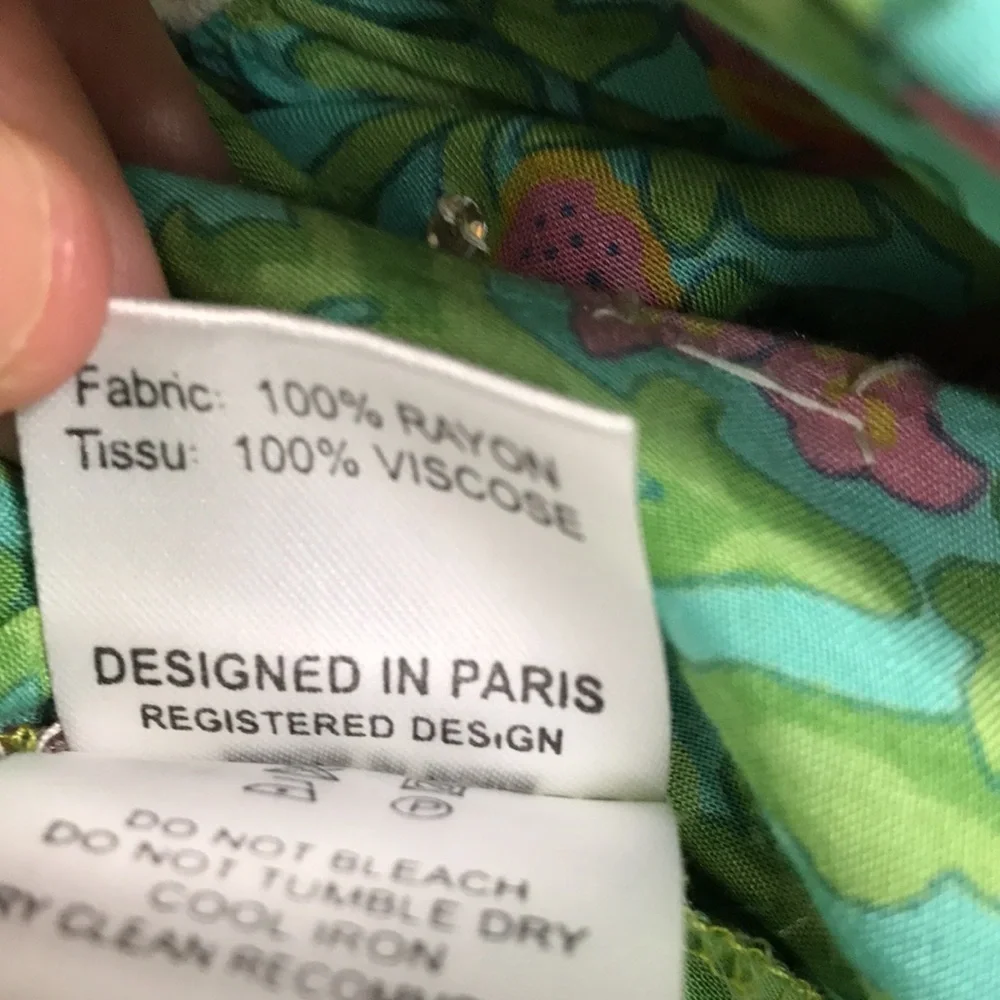 Fabric: 100% RAYON
Tissu: 100% VISCOSE
DESIGNED IN PARIS
REGISTERED DESIGN
P
DO NOT BLEACH
DO NOT TUMBLE DRY
COOL IRON
CLEAN